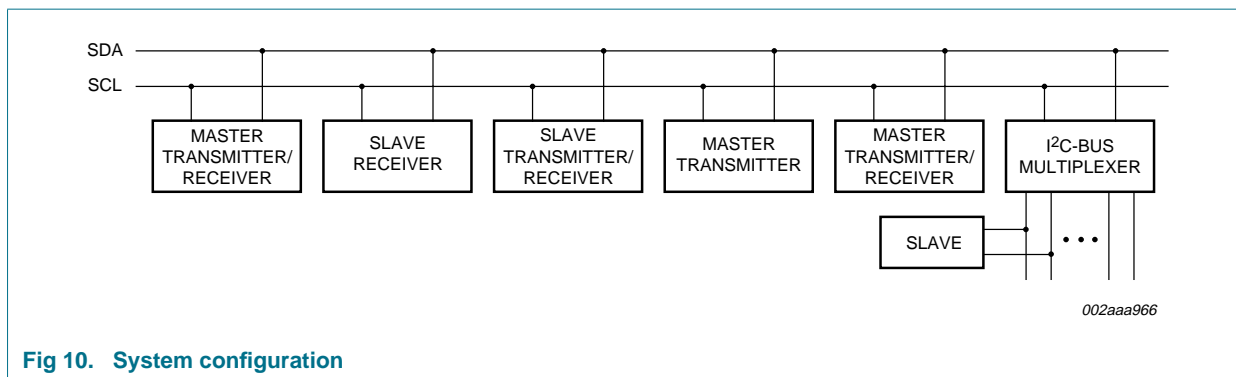 SDA
SCL
MASTER
TRANSMITTER/
RECEIVER
SLAVE
RECEIVER
SLAVE
TRANSMITTER/
RECEIVER
MASTER
TRANSMITTER
MASTER
TRANSMITTER/
RECEIVER
I²C-BUS
MULTIPLEXER
SLAVE
002aaa966
Fig 10. System configuration